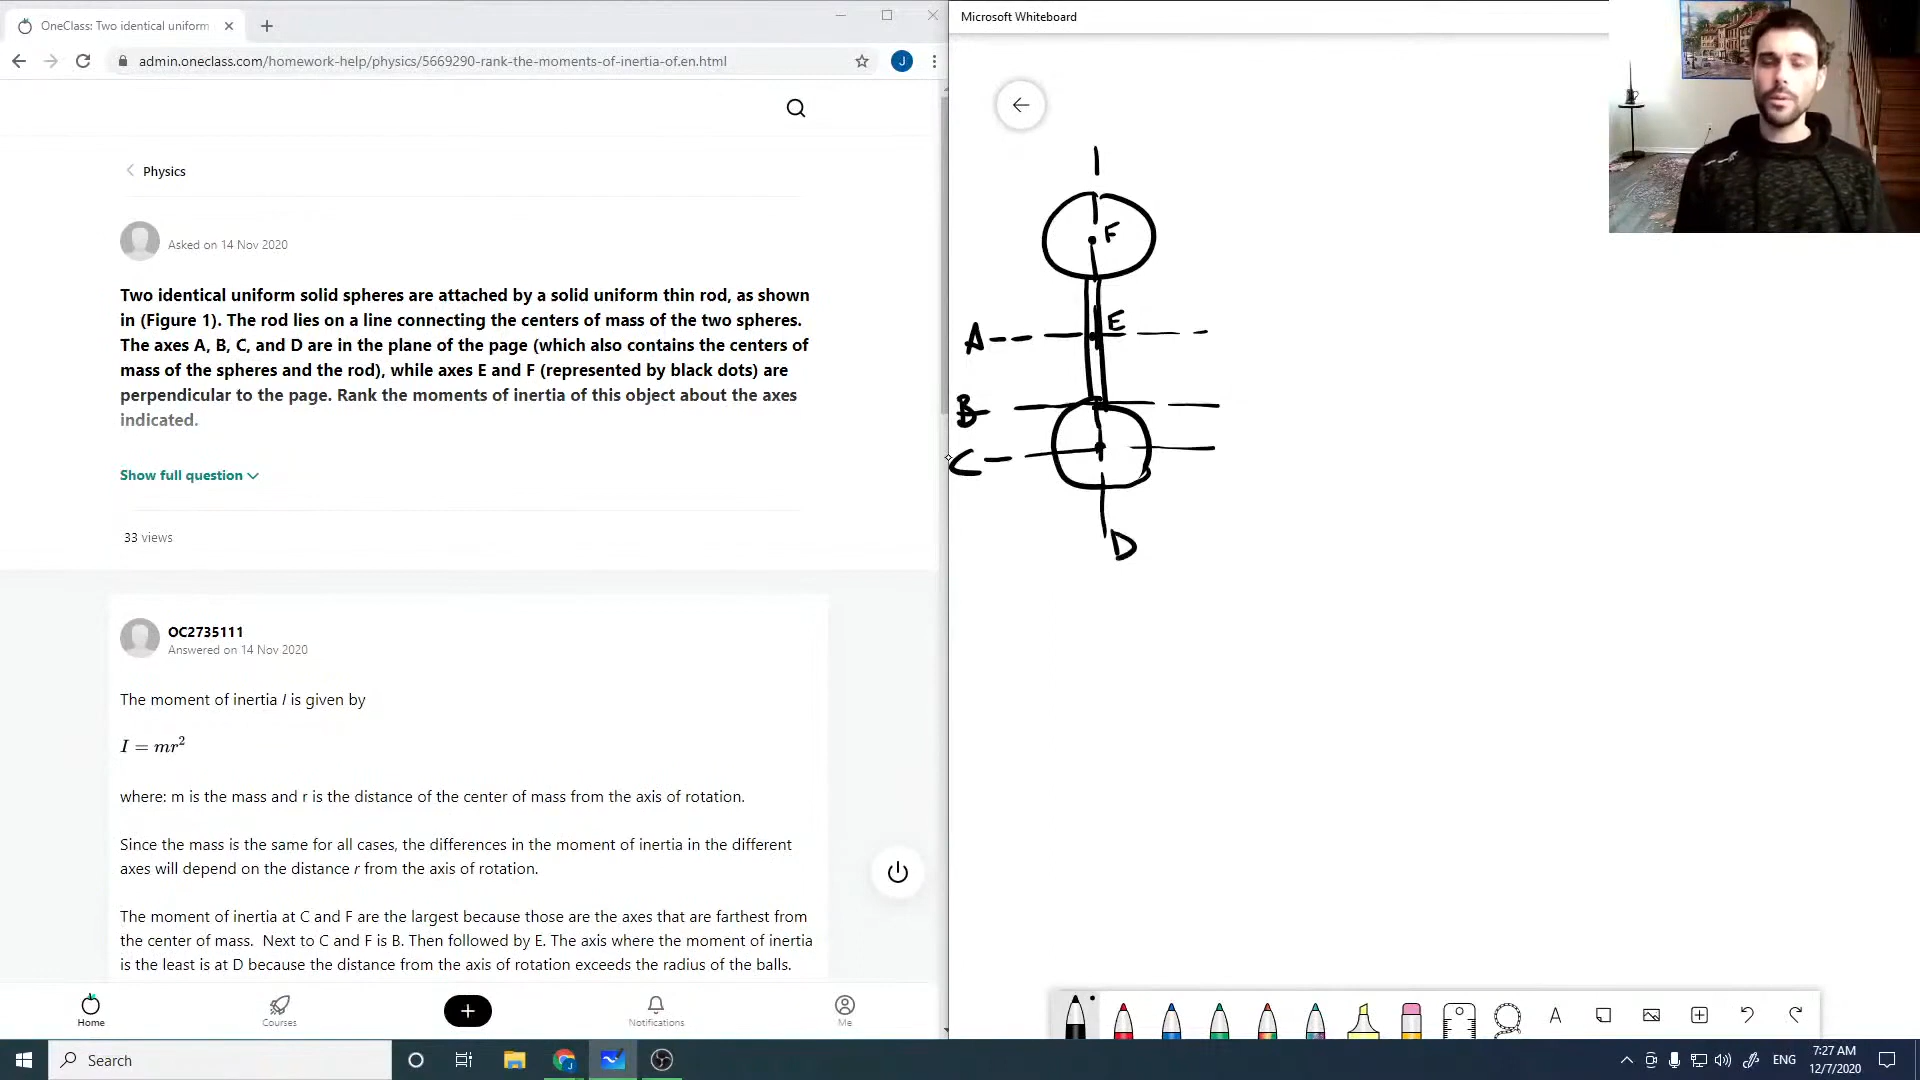 OneClass: Two identical uniform
admin.oneclass.com/homework-help/physics/5669290-rank-the-moments-of-inertia-of.en.html
J
Physics
Asked on 14 Nov 2020
Two identical uniform solid spheres are attached by a solid uniform thin rod, as shown
in (Figure 1). The rod lies on a line connecting the centers of mass of the two spheres.
The axes A, B, C, and D are in the plane of the page (which also contains the centers of
mass of the spheres and the rod), while axes E and F (represented by black dots) are
perpendicular to the page. Rank the moments of inertia of this object about the axes
indicated.
Show full question
33 views
OC2735111
Answered on 14 Nov 2020
The moment of inertia I is given by
I = mr²
where: m is the mass and r is the distance of the center of mass from the axis of rotation.
Since the mass is the same for all cases, the differences in the moment of inertia in the different
axes will depend on the distance r from the axis of rotation.
The moment of inertia at C and F are the largest because those are the axes that are farthest from
the center of mass.  Next to C and F is B. Then followed by E. The axis where the moment of inertia
is the least is at D because the distance from the axis of rotation exceeds the radius of the balls.
Home
Courses
Notifications
Me
Microsoft Whiteboard
F
E
A
B
C
D
A
Search
J
ENG
7:27 AM
12/7/2020